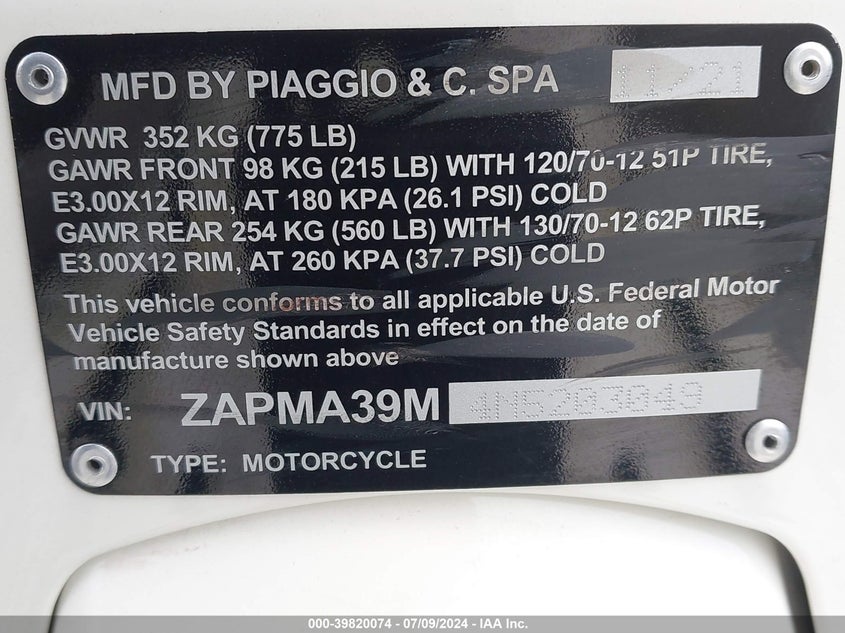 MFD BY PIAGGIO & C. SPA 11/21
GVWR 352 KG (775 LB)
GAWR FRONT 98 KG (215 LB) WITH 120/70-12 51P TIRE,
E3.00X12 RIM, AT 180 KPA (26.1 PSI) COLD
GAWR REAR 254 KG (560 LB) WITH 130/70-12 62P TIRE,
E3.00X12 RIM, AT 260 KPA (37.7 PSI) COLD
This vehicle conforms to all applicable U.S. Federal Motor
Vehicle Safety Standards in effect on the date of
manufacture shown above
VIN: ZAPMA39M 4N5203049
TYPE: MOTORCYCLE
000-39820074 - 07/09/2024 - IAA Inc.